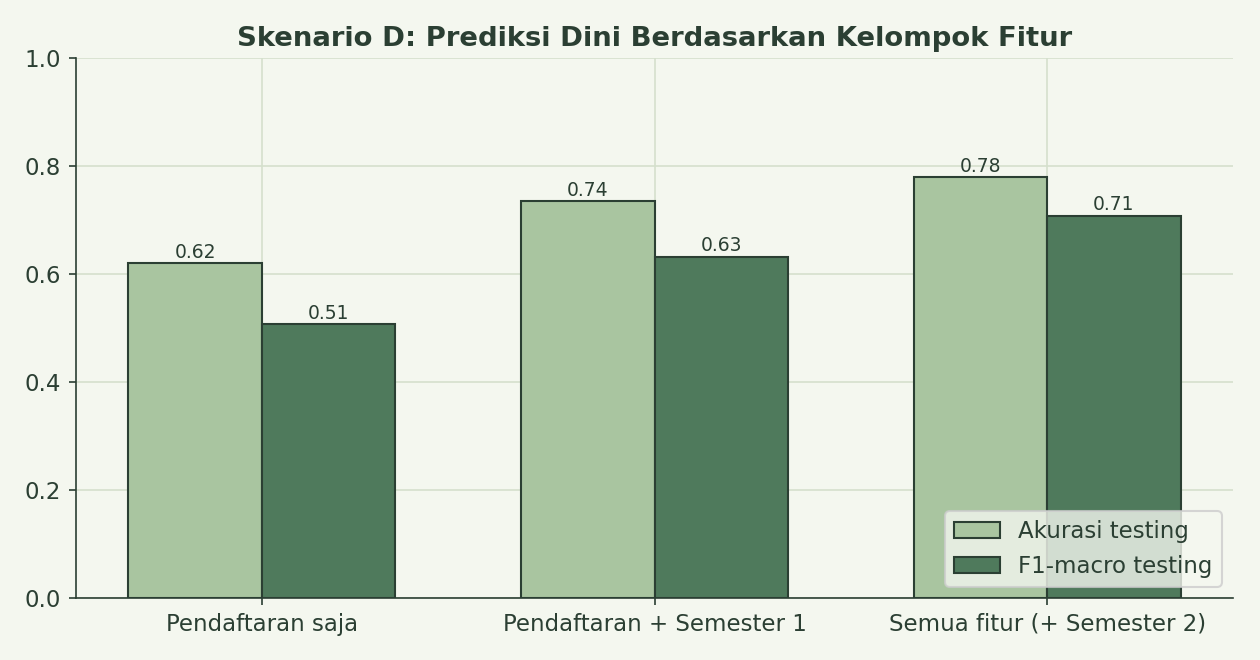 Skenario D: Prediksi Dini Berdasarkan Kelompok Fitur
1.0
0.8
0.6
0.4
0.2
0.0
0.62
0.51
0.74
0.63
0.78
0.71
Akurasi testing
F1-macro testing
Pendaftaran saja
Pendaftaran + Semester 1
Semua fitur (+ Semester 2)